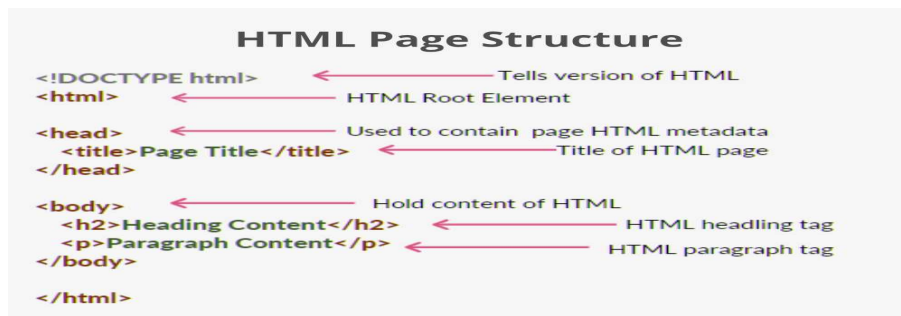 HTML Page Structure
<!DOCTYPE html> Tells version of HTML
<html> HTML Root Element
<head> Used to contain page HTML metadata
<title>Page Title</title> Title of HTML page
</head>
<body> Hold content of HTML
<h2>Heading Content</h2> HTML headling tag
<p>Paragraph Content</p> HTML paragraph tag
</body>
</html>